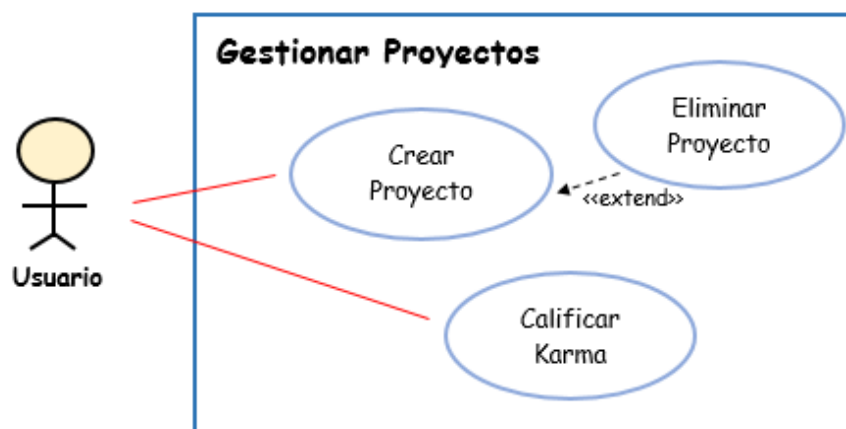 Gestionar Proyectos
Eliminar
Proyecto
Crear
Proyecto
<<extend>>
Usuario
Calificar
Karma